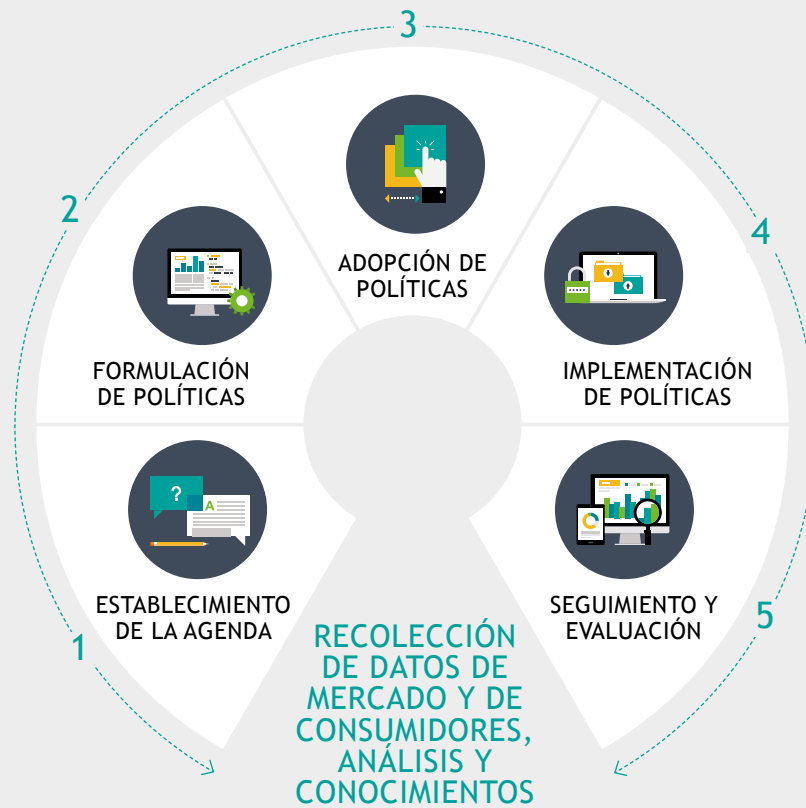 1
ESTABLECIMIENTO
DE LA AGENDA
?
A
2
FORMULACIÓN
DE POLÍTICAS
3
ADOPCIÓN DE
POLÍTICAS
4
IMPLEMENTACIÓN
DE POLÍTICAS
5
SEGUIMIENTO Y
EVALUACIÓN
RECOLECCIÓN
DE DATOS DE
MERCADO Y DE
CONSUMIDORES,
ANÁLISIS Y
CONOCIMIENTOS